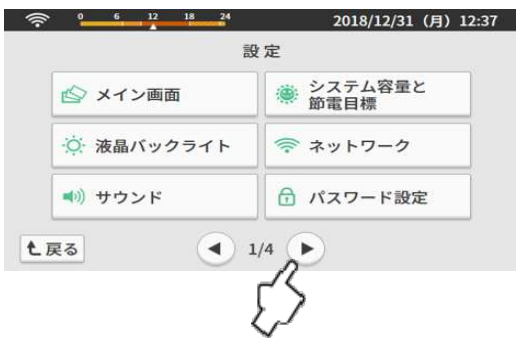 0 6 12 18 24
2018/12/31 (月) 12:37
設定
メイン画面
システム容量と
節電目標
液晶バックライト
ネットワーク
サウンド
パスワード設定
戻る
1/4